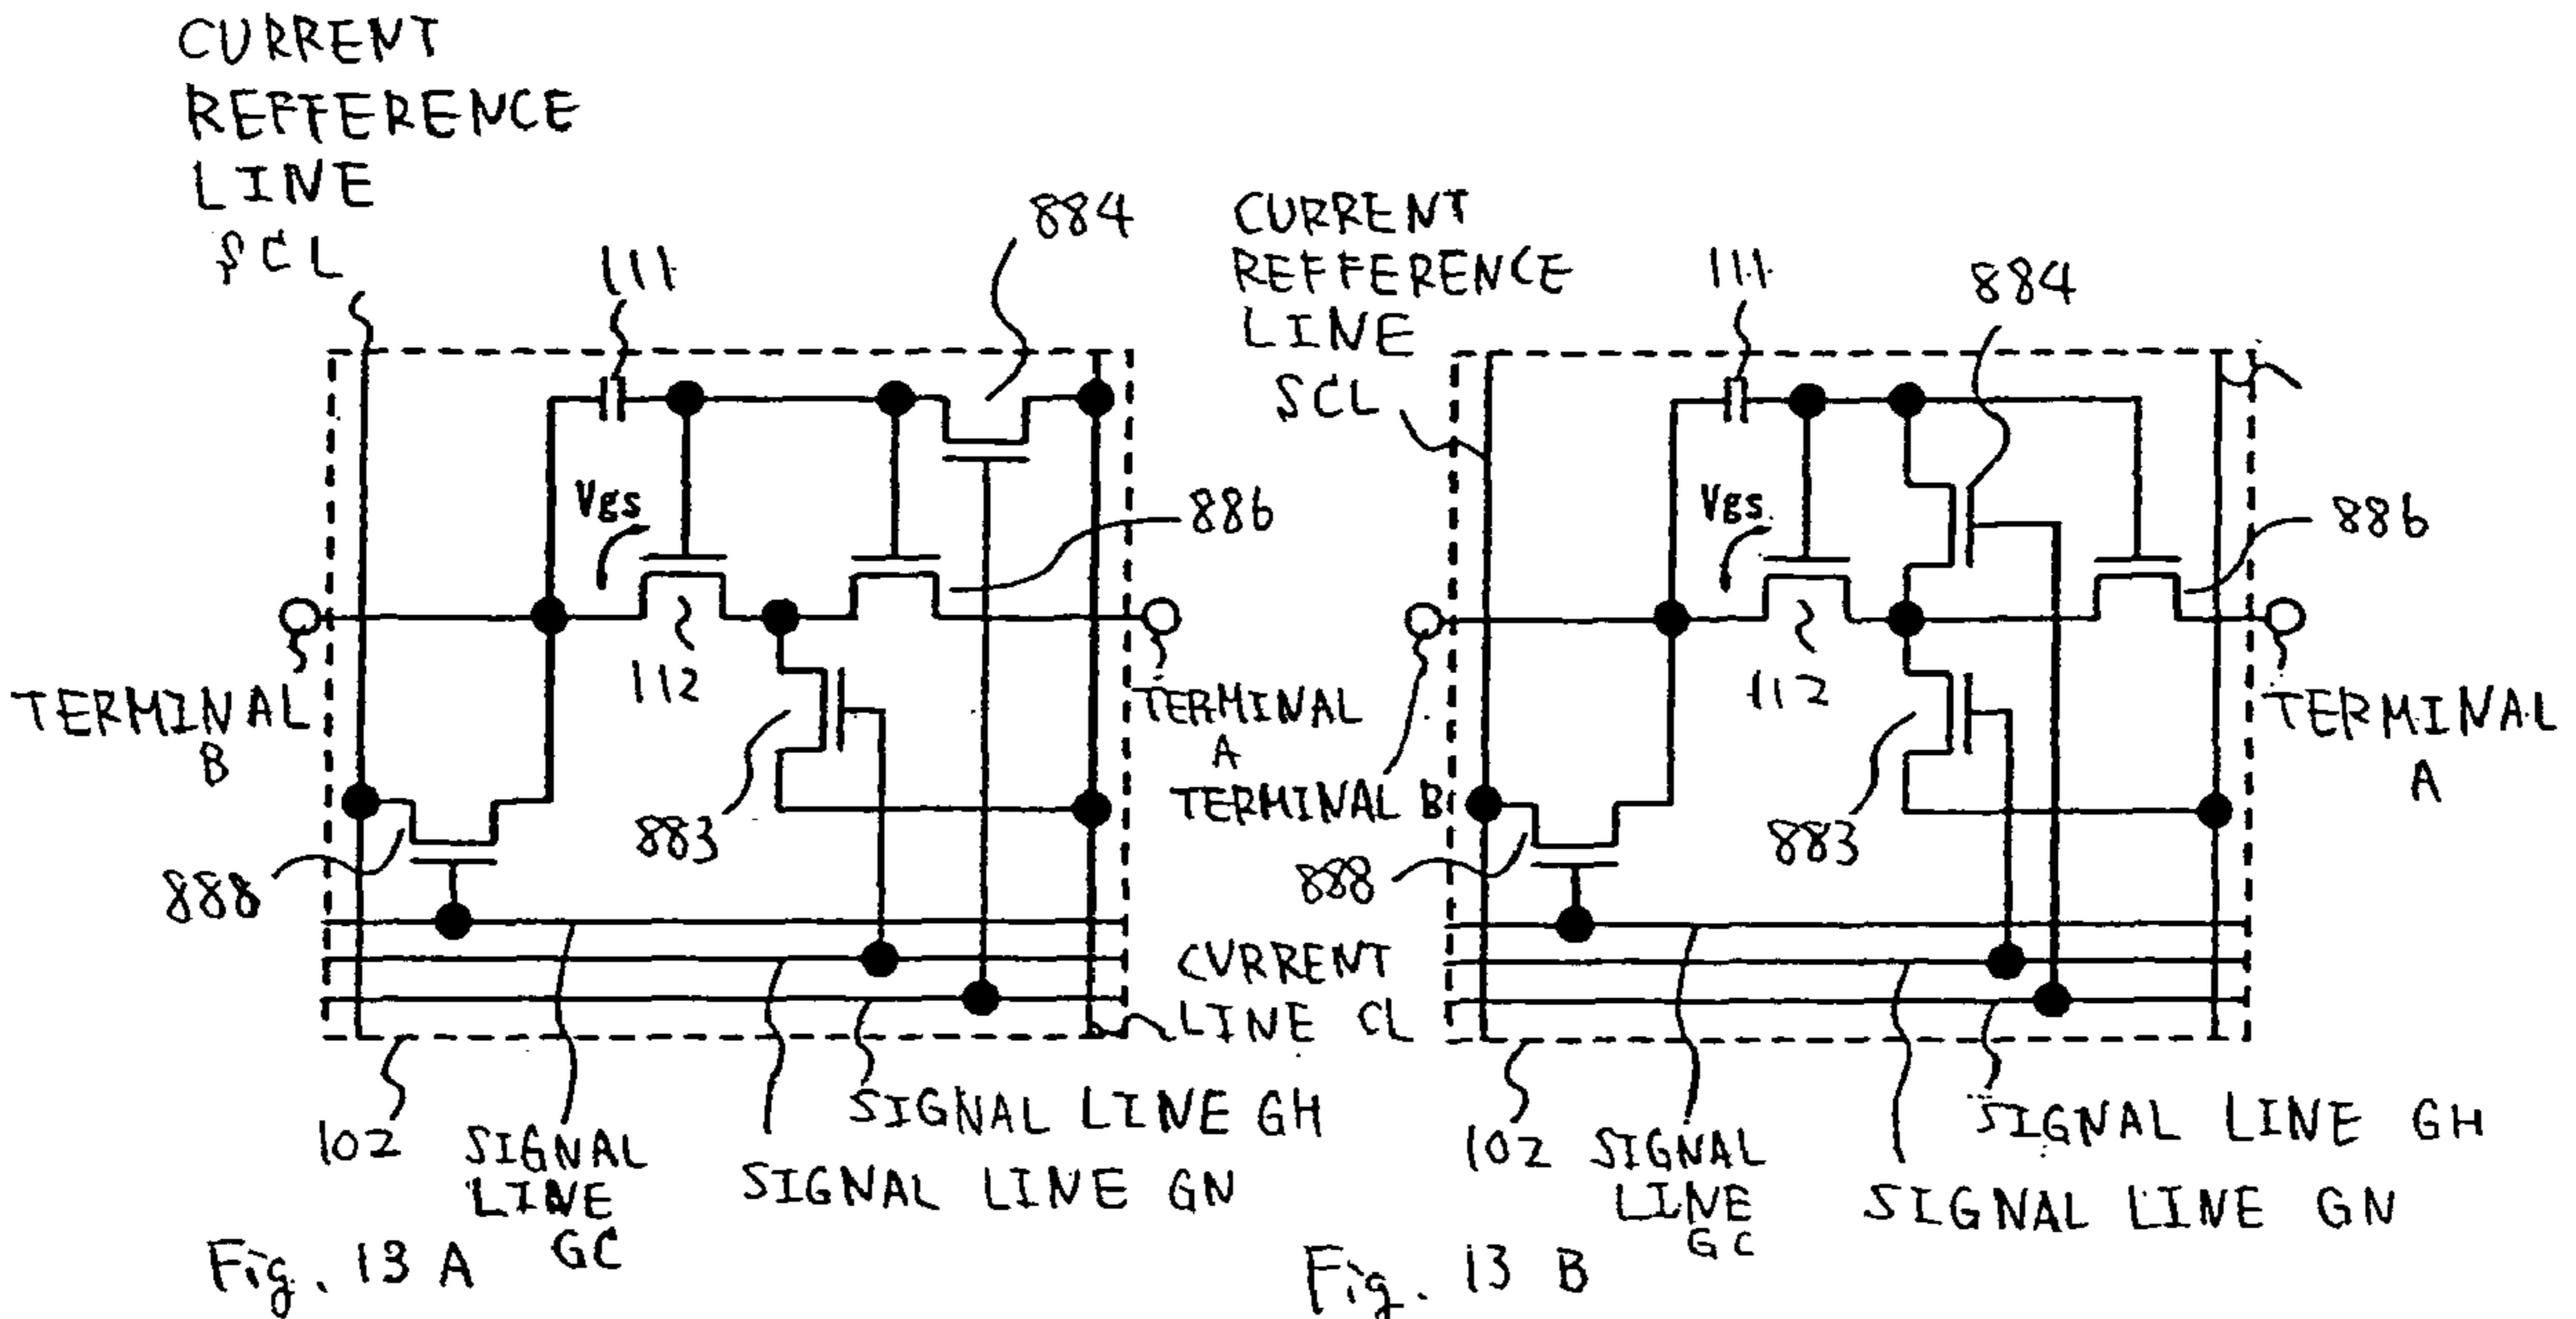 CURRENT
REFFERENCE
LINE
SCL
111
884
Vgs
886
112
TERMINAL
B
TERMINAL
A
883
888
CURRENT
LINE CL
102
SIGNAL
LINE
GC
SIGNAL LINE GH
SIGNAL LINE GN
Fig. 13 A
CURRENT
REFFERENCE
LINE
SCL
111
884
Vgs
886
112
TERMINAL B
TERMINAL
A
883
888
102
SIGNAL
LINE
GC
SIGNAL LINE GH
SIGNAL LINE GN
Fig. 13 B